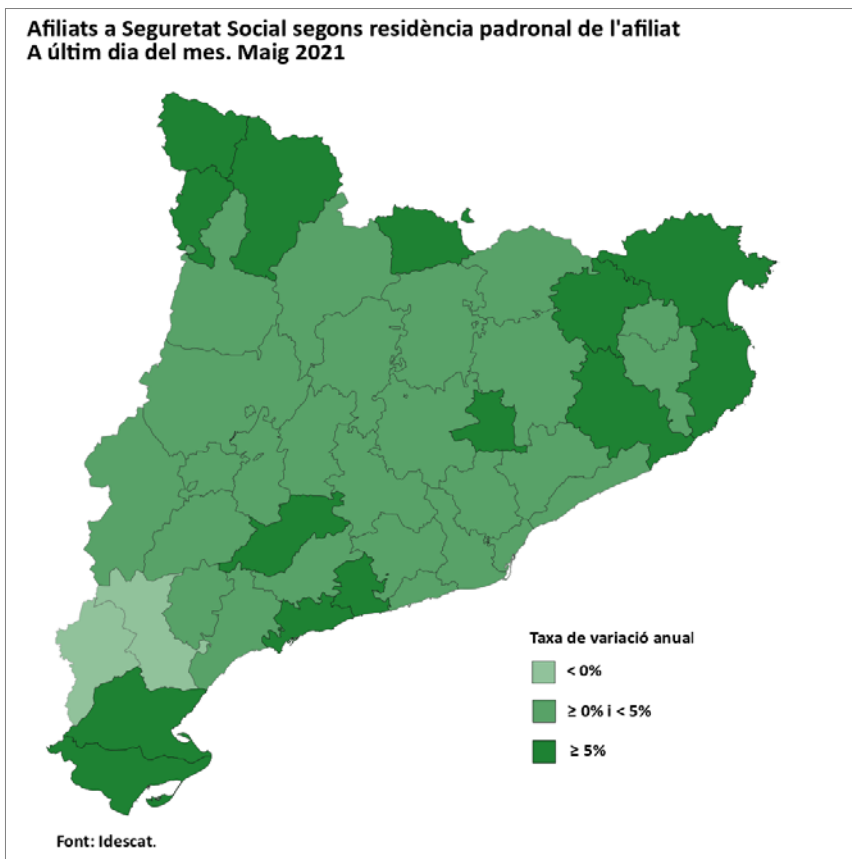 Afiliats a Seguretat Social segons residència padronal de l'afiliat
A últim dia del mes. Maig 2021
Taxa de variació anual
< 0%
≥ 0% i < 5%
≥ 5%
Font: Idescat.